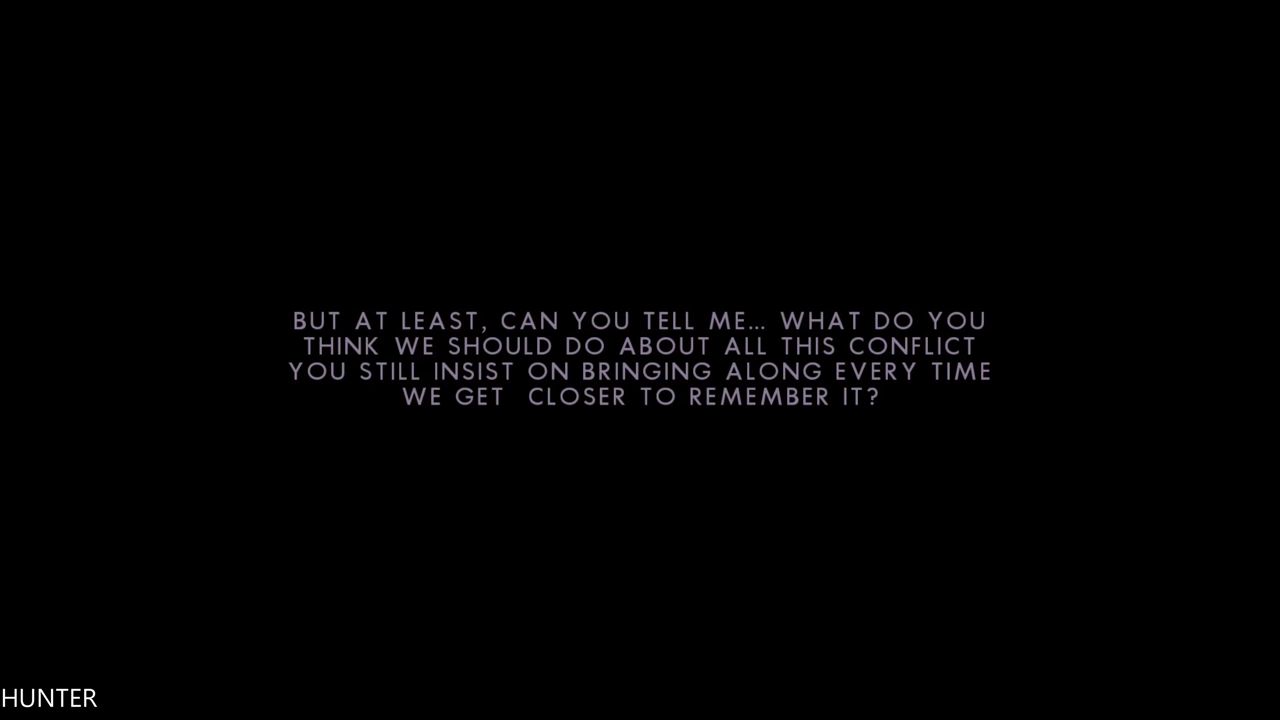 BUT AT LEAST, CAN YOU TELL ME... WHAT DO YOU
THINK WE SHOULD DO ABOUT ALL THIS CONFLICT
YOU STILL INSIST ON BRINGING ALONG EVERY TIME
WE GET  CLOSER TO REMEMBER IT?
HUNTER